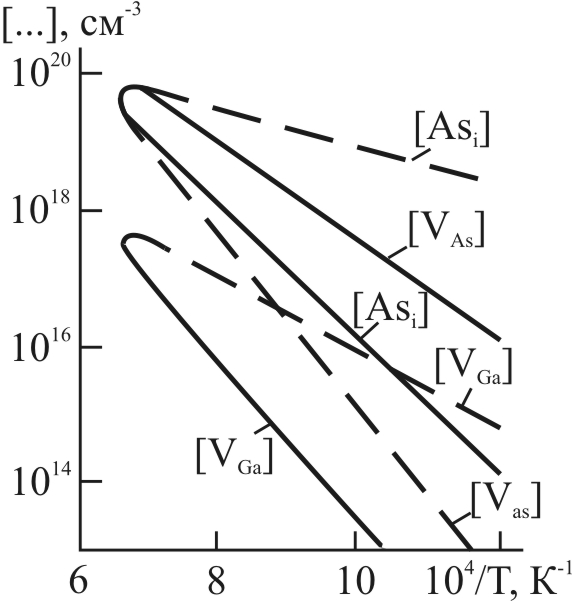 [...], см⁻³
10²⁰
[Asᵢ]
10¹⁸
[V_As]
[Asᵢ]
10¹⁶
[V_Ga]
[V_Ga]
10¹⁴
[V_as]
6 8 10 10⁴/T, К⁻¹